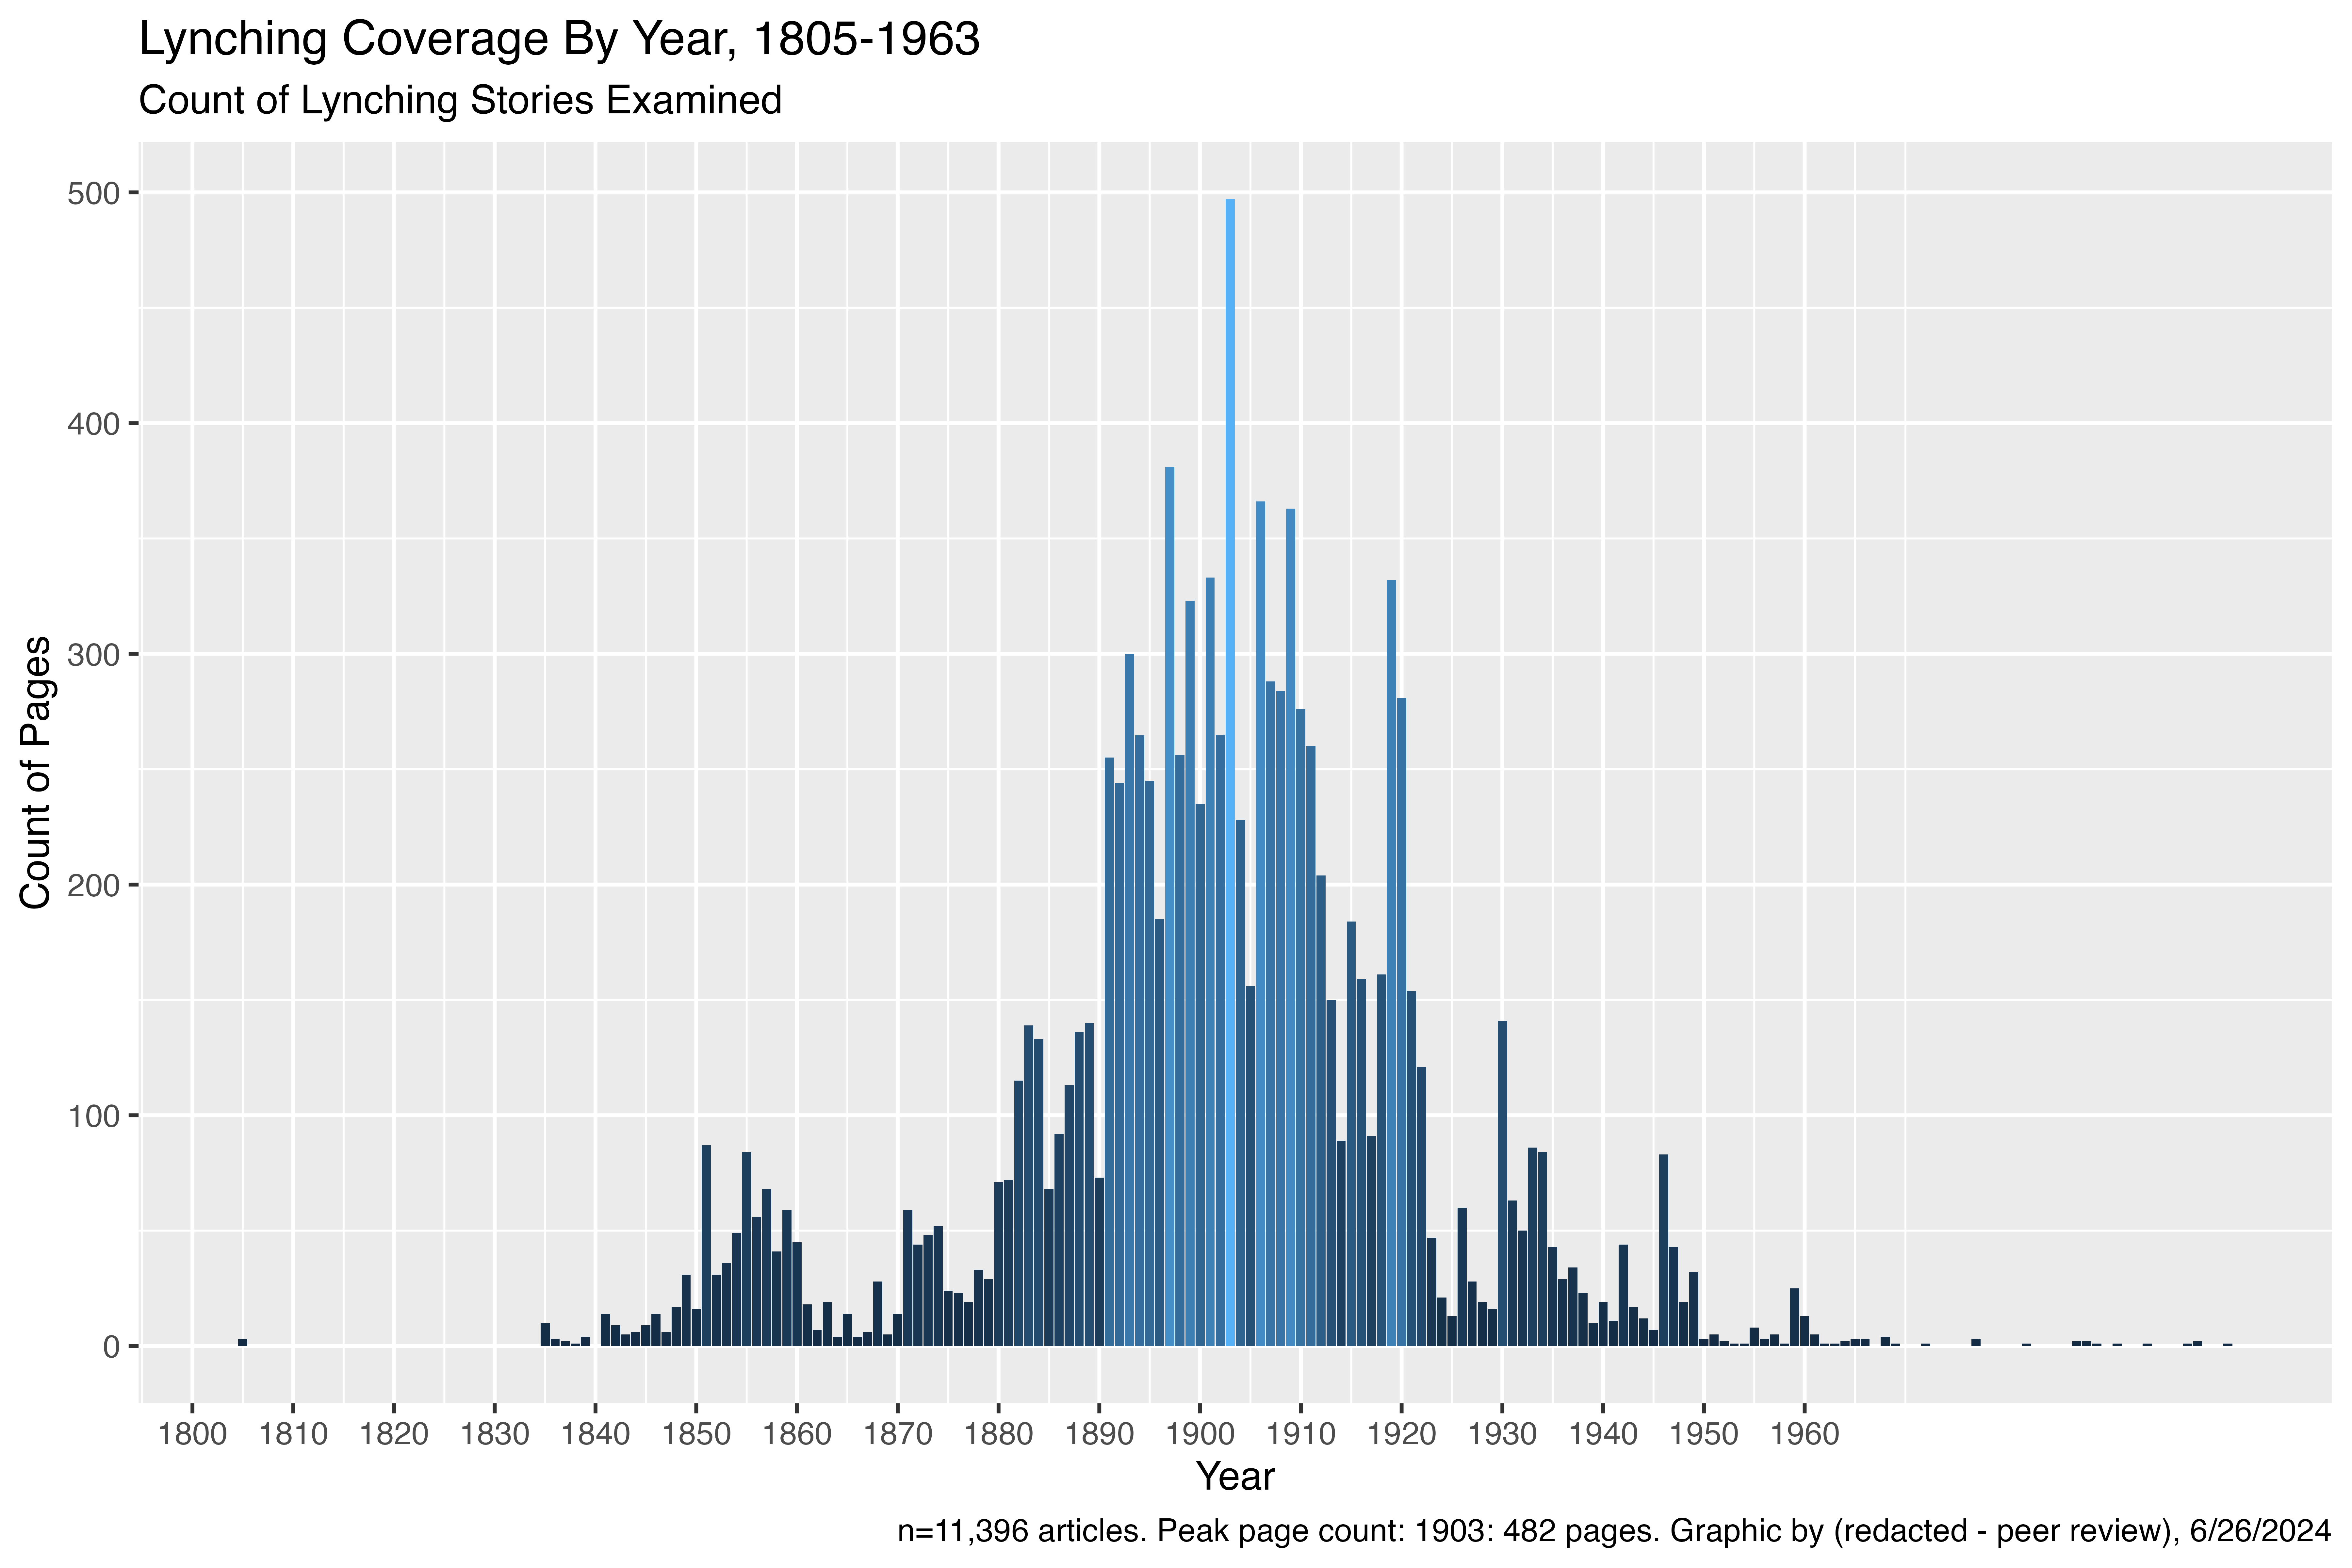 Lynching Coverage By Year, 1805-1963
Count of Lynching Stories Examined
Count of Pages
500
400
300
200
100
0
1800 1810 1820 1830 1840 1850 1860 1870 1880 1890 1900 1910 1920 1930 1940 1950 1960
Year
n=11,396 articles. Peak page count: 1903: 482 pages. Graphic by (redacted - peer review), 6/26/2024